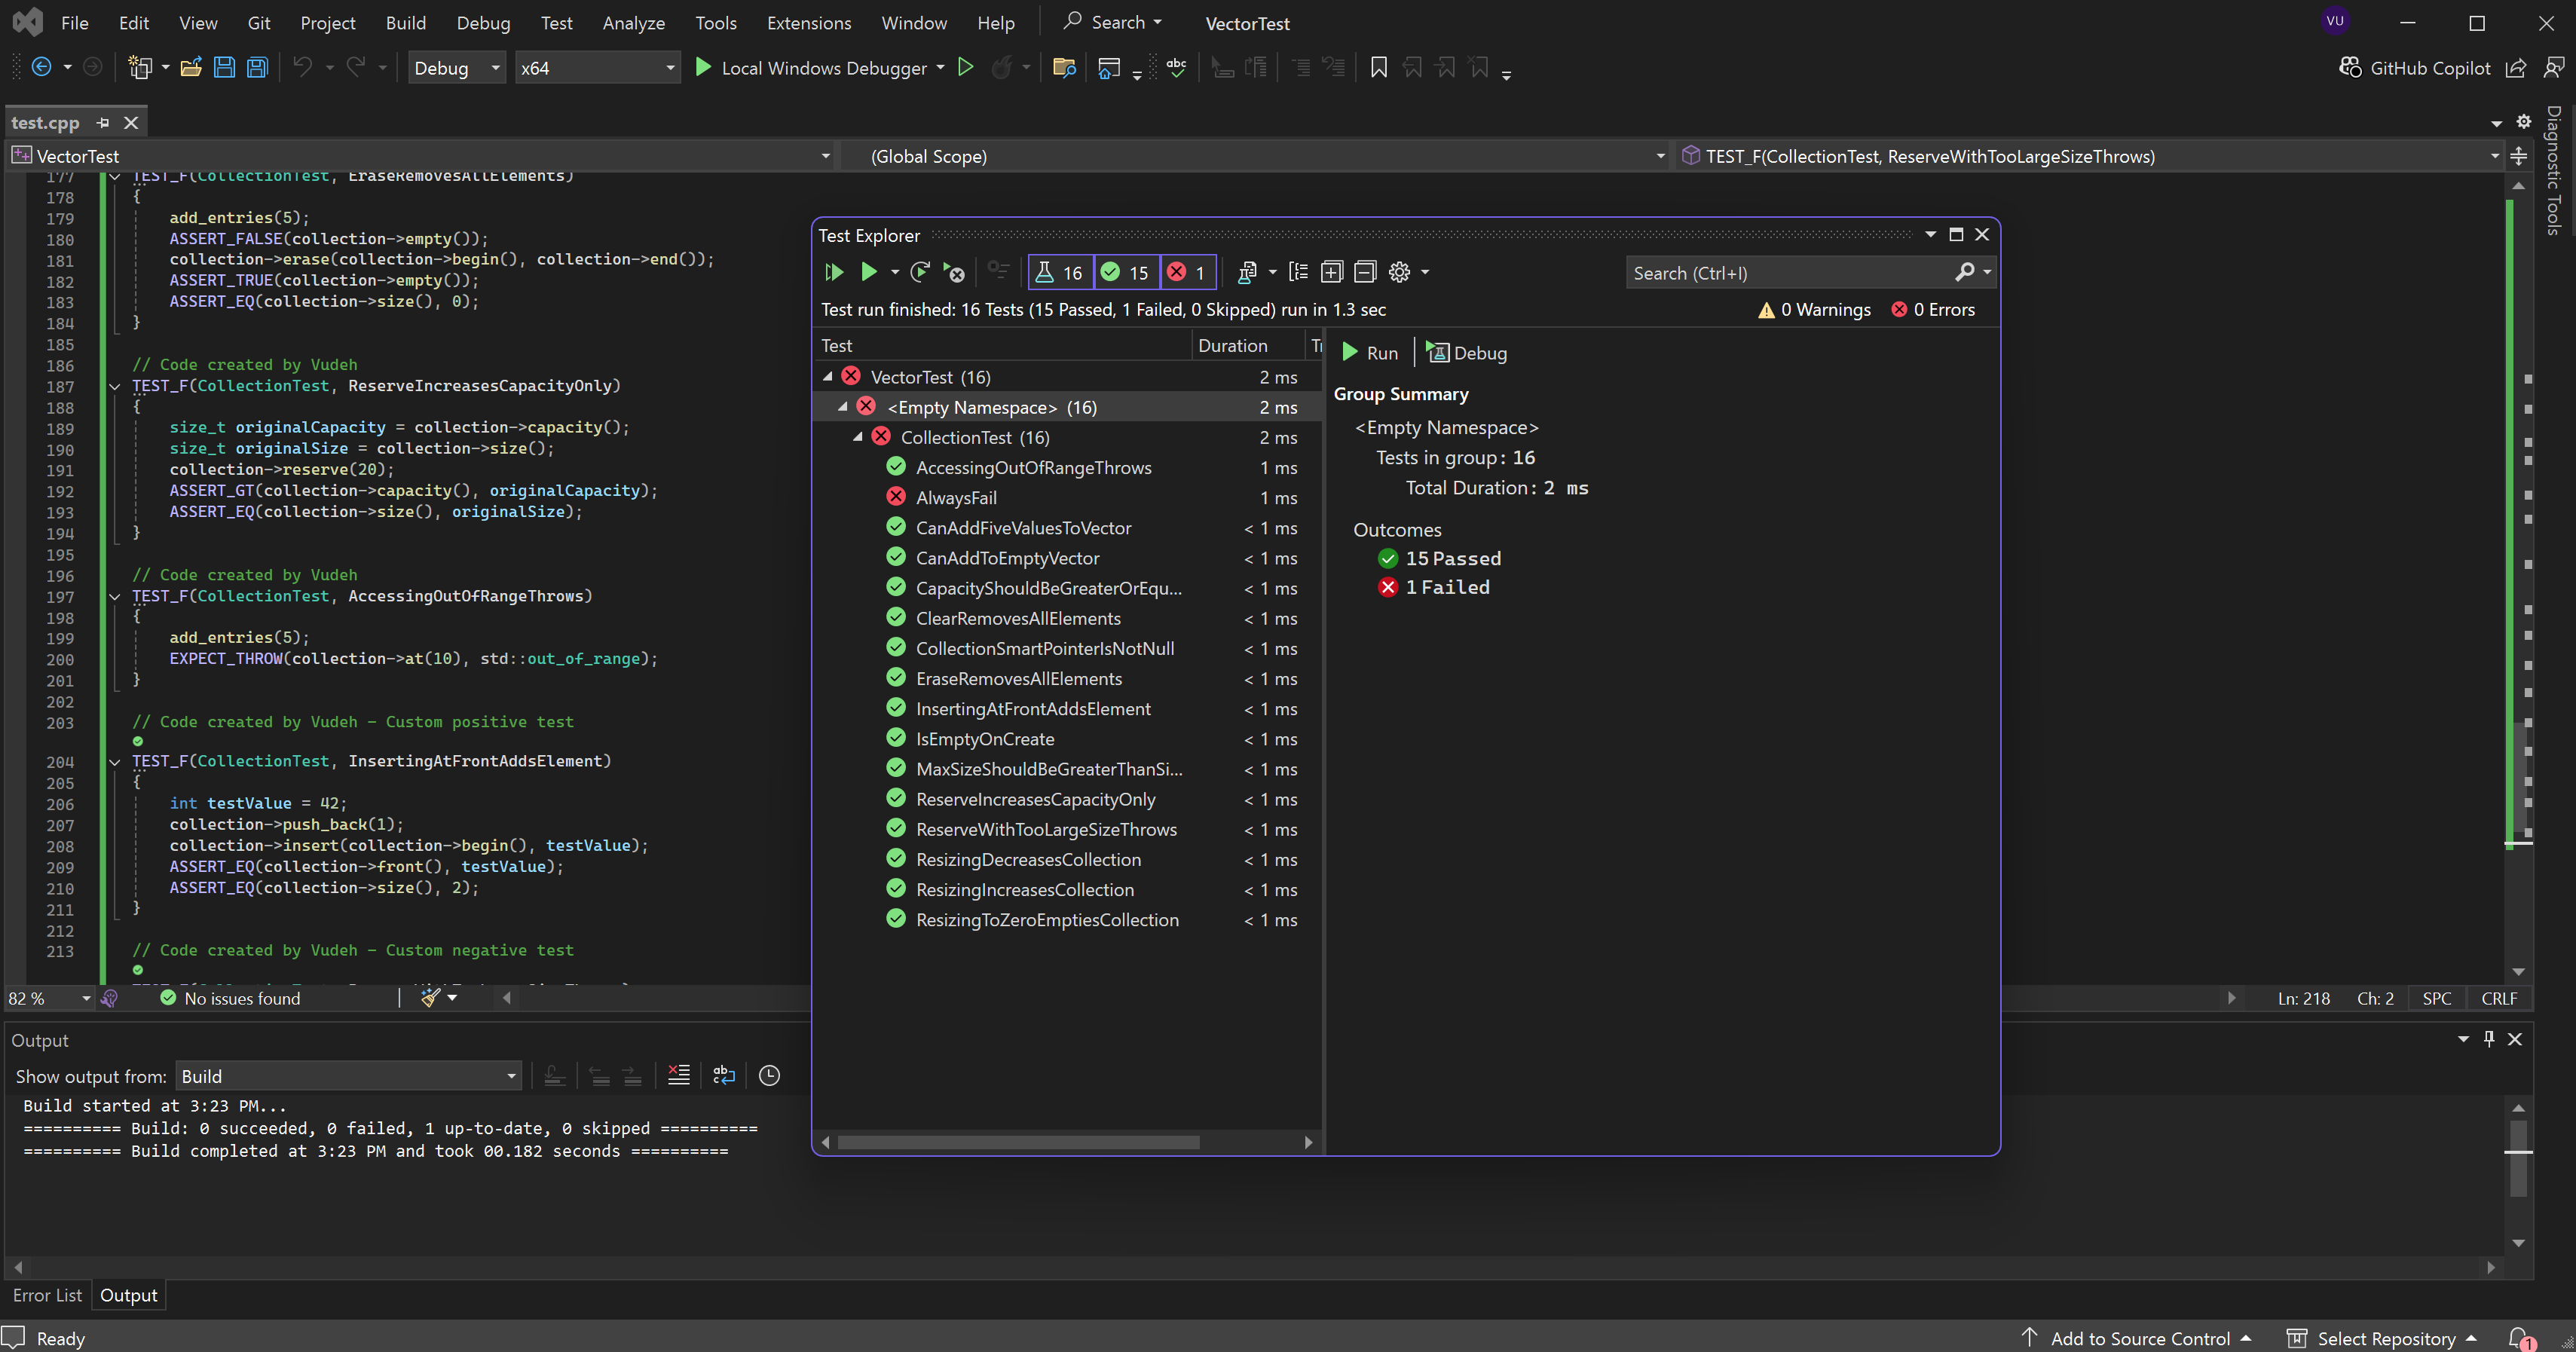 File Edit View Git Project Build Debug Test Analyze Tools Extensions Window Help Search VectorTest VU
Debug x64 Local Windows Debugger GitHub Copilot
test.cpp
Diagnostic Tools
VectorTest (Global Scope) TEST_F(CollectionTest, ReserveWithTooLargeSizeThrows)
177 TEST_F(CollectionTest, EraseRemovesAllElements)
178 {
179 add_entries(5);
180 ASSERT_FALSE(collection->empty());
181 collection->erase(collection->begin(), collection->end());
182 ASSERT_TRUE(collection->empty());
183 ASSERT_EQ(collection->size(), 0);
184 }
185
186 // Code created by Vudeh
187 TEST_F(CollectionTest, ReserveIncreasesCapacityOnly)
188 {
189 size_t originalCapacity = collection->capacity();
190 size_t originalSize = collection->size();
191 collection->reserve(20);
192 ASSERT_GT(collection->capacity(), originalCapacity);
193 ASSERT_EQ(collection->size(), originalSize);
194 }
195
196 // Code created by Vudeh
197 TEST_F(CollectionTest, AccessingOutOfRangeThrows)
198 {
199 add_entries(5);
200 EXPECT_THROW(collection->at(10), std::out_of_range);
201 }
202
203 // Code created by Vudeh - Custom positive test
204 TEST_F(CollectionTest, InsertingAtFrontAddsElement)
205 {
206 int testValue = 42;
207 collection->push_back(1);
208 collection->insert(collection->begin(), testValue);
209 ASSERT_EQ(collection->front(), testValue);
210 ASSERT_EQ(collection->size(), 2);
211 }
212
213 // Code created by Vudeh - Custom negative test
82 % No issues found Ln: 218 Ch: 2 SPC CRLF
Test Explorer
16 15 1 Search (Ctrl+I)
Test run finished: 16 Tests (15 Passed, 1 Failed, 0 Skipped) run in 1.3 sec 0 Warnings 0 Errors
Test Duration
VectorTest (16) 2 ms
<Empty Namespace> (16) 2 ms
CollectionTest (16) 2 ms
AccessingOutOfRangeThrows 1 ms
AlwaysFail 1 ms
CanAddFiveValuesToVector < 1 ms
CanAddToEmptyVector < 1 ms
CapacityShouldBeGreaterOrEqu... < 1 ms
ClearRemovesAllElements < 1 ms
CollectionSmartPointerIsNotNull < 1 ms
EraseRemovesAllElements < 1 ms
InsertingAtFrontAddsElement < 1 ms
IsEmptyOnCreate < 1 ms
MaxSizeShouldBeGreaterThanSi... < 1 ms
ReserveIncreasesCapacityOnly < 1 ms
ReserveWithTooLargeSizeThrows < 1 ms
ResizingDecreasesCollection < 1 ms
ResizingIncreasesCollection < 1 ms
ResizingToZeroEmptiesCollection < 1 ms
Run Debug
Group Summary
<Empty Namespace>
Tests in group: 16
Total Duration: 2 ms
Outcomes
15 Passed
1 Failed
Output
Show output from: Build
Build started at 3:23 PM...
========== Build: 0 succeeded, 0 failed, 1 up-to-date, 0 skipped ==========
========== Build completed at 3:23 PM and took 00.182 seconds ==========
Error List Output
Ready Add to Source Control Select Repository 1